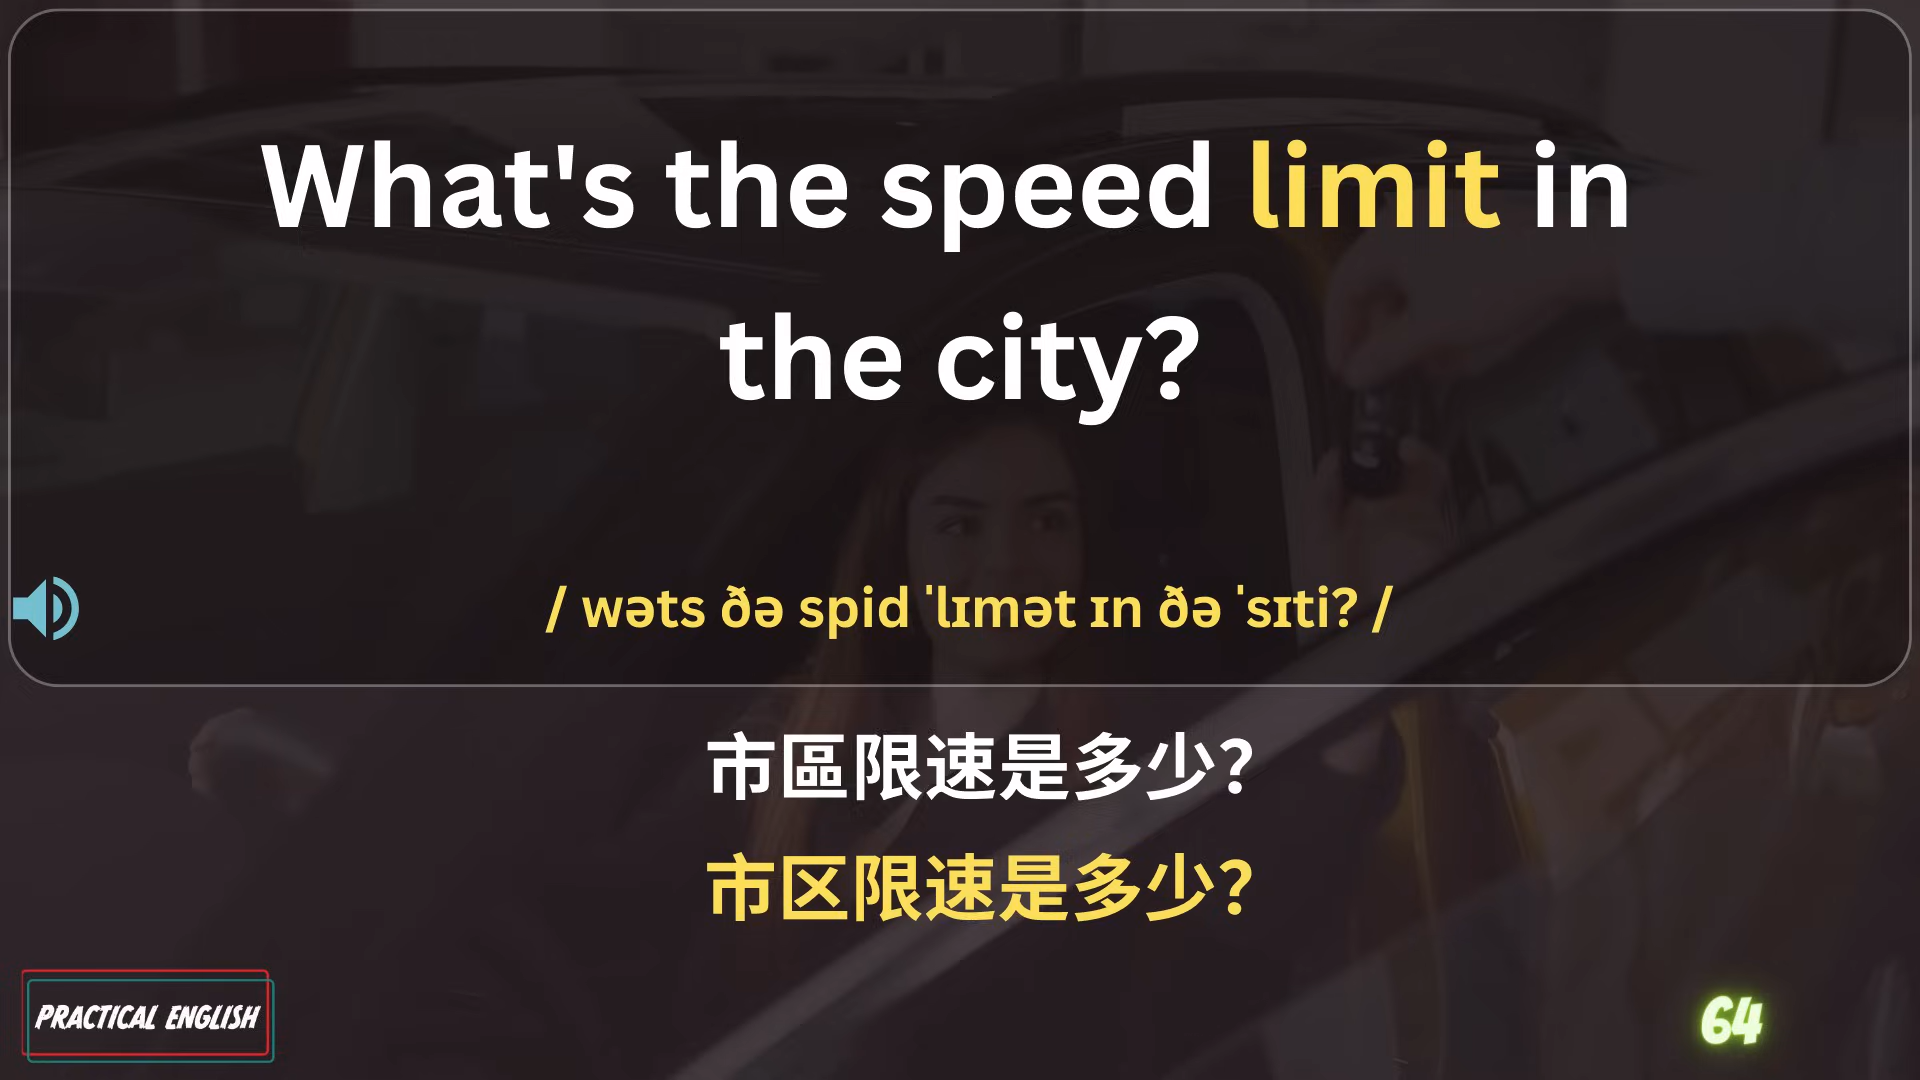 What's the speed limit in
the city?
/ wəts ðə spid ˈlɪmət ɪn ðə ˈsɪti? /
市區限速是多少?
市区限速是多少?
PRACTICAL ENGLISH
64